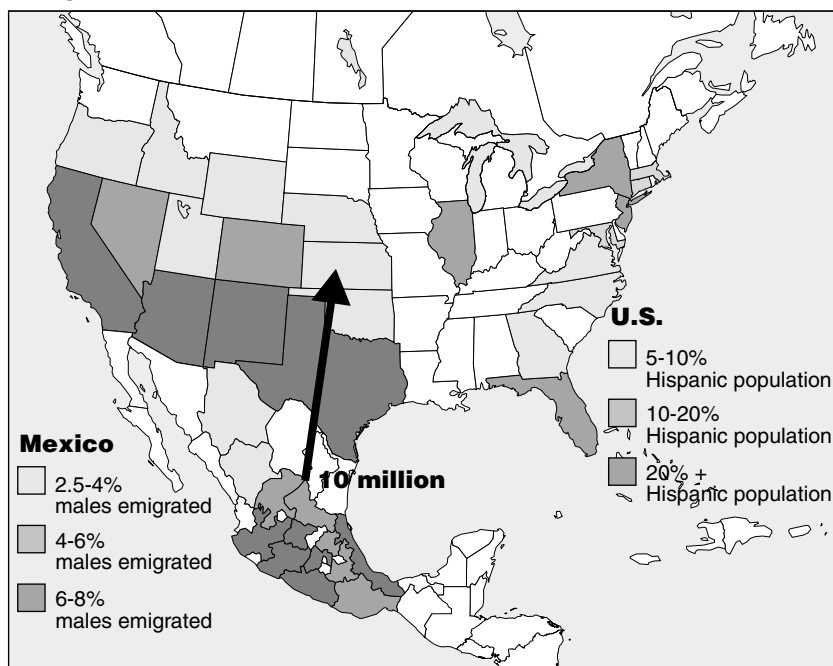 U.S.
5-10%
Hispanic population
10-20%
Hispanic population
20% +
Hispanic population
Mexico
2.5-4%
males emigrated
4-6%
males emigrated
6-8%
males emigrated
10 million